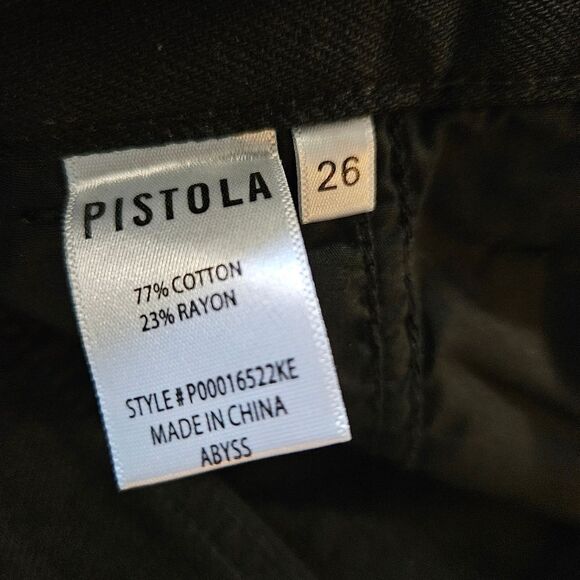 PISTOLA
26
77% COTTON
23% RAYON
STYLE#P00016522KE
MADE IN CHINA
ABYSS